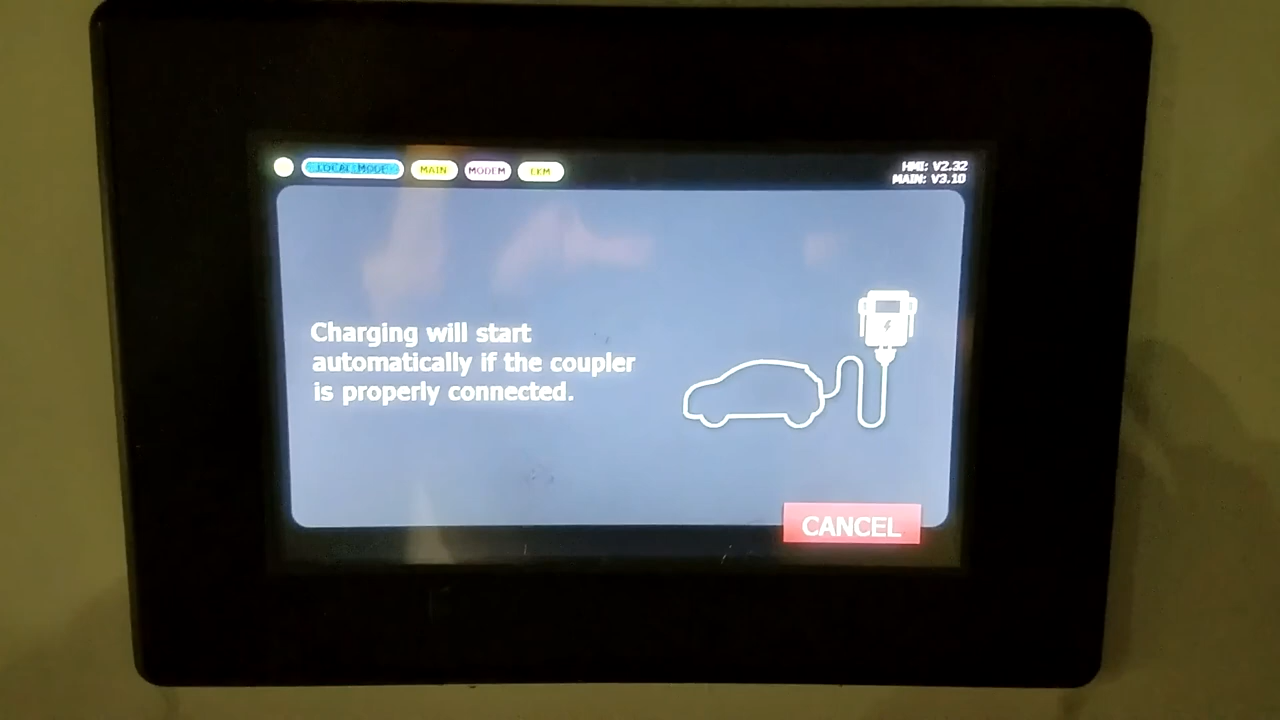 LOCAL MODE MAIN MODEM EKM
HMI: V2.32
MAIN: V3.10
Charging will start
automatically if the coupler
is properly connected.
CANCEL